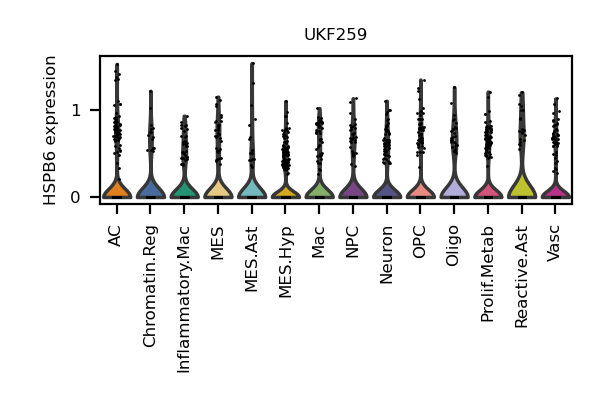 UKF259
HSPB6 expression
1
0
AC
Chromatin.Reg
Inflammatory.Mac
MES
MES.Ast
MES.Hyp
Mac
NPC
Neuron
OPC
Oligo
Prolif.Metab
Reactive.Ast
Vasc